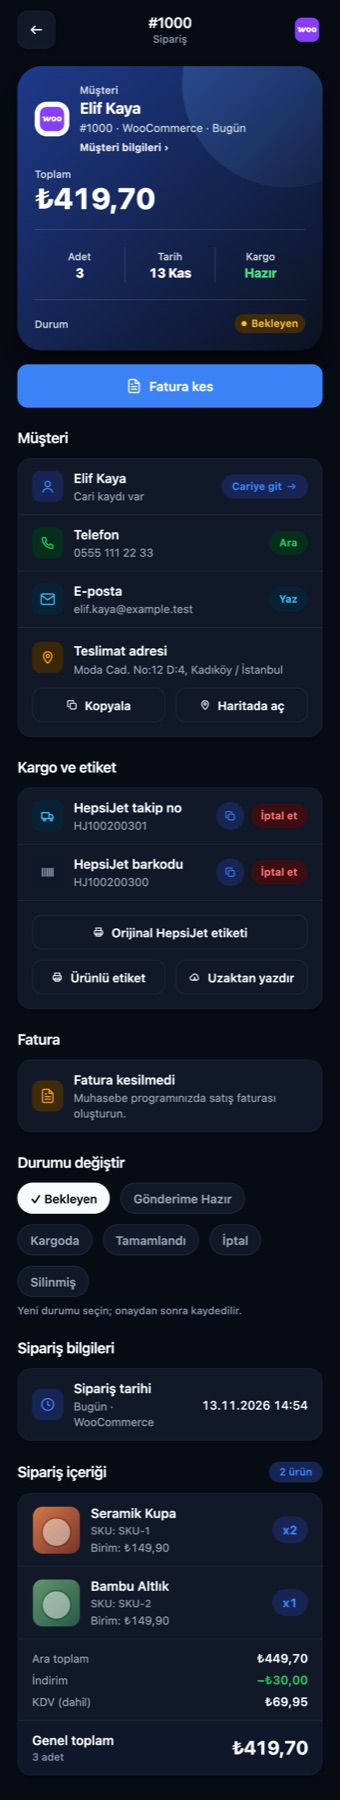 #1000
Sipariş
woo
Müşteri
woo
Elif Kaya
#1000 · WooCommerce · Bugün
Müşteri bilgileri ›
Toplam
₺419,70
Adet
3
Tarih
13 Kas
Kargo
Hazır
Durum
Bekleyen
Fatura kes
Müşteri
Elif Kaya
Cari kaydı var
Cariye git →
Telefon
0555 111 22 33
Ara
E-posta
elif.kaya@example.test
Yaz
Teslimat adresi
Moda Cad. No:12 D:4, Kadıköy / İstanbul
Kopyala
Haritada aç
Kargo ve etiket
HepsiJet takip no
HJ100200301
İptal et
HepsiJet barkodu
HJ100200300
İptal et
Orijinal HepsiJet etiketi
Ürünlü etiket
Uzaktan yazdır
Fatura
Fatura kesilmedi
Muhasebe programınızda satış faturası
oluşturun.
Durumu değiştir
✓ Bekleyen
Gönderime Hazır
Kargoda
Tamamlandı
İptal
Silinmiş
Yeni durumu seçin; onaydan sonra kaydedilir.
Sipariş bilgileri
Sipariş tarihi
Bugün ·
WooCommerce
13.11.2026 14:54
Sipariş içeriği
2 ürün
Seramik Kupa
SKU: SKU-1
Birim: ₺149,90
x2
Bambu Altlık
SKU: SKU-2
Birim: ₺149,90
x1
Ara toplam
₺449,70
İndirim
−₺30,00
KDV (dahil)
₺69,95
Genel toplam
3 adet
₺419,70